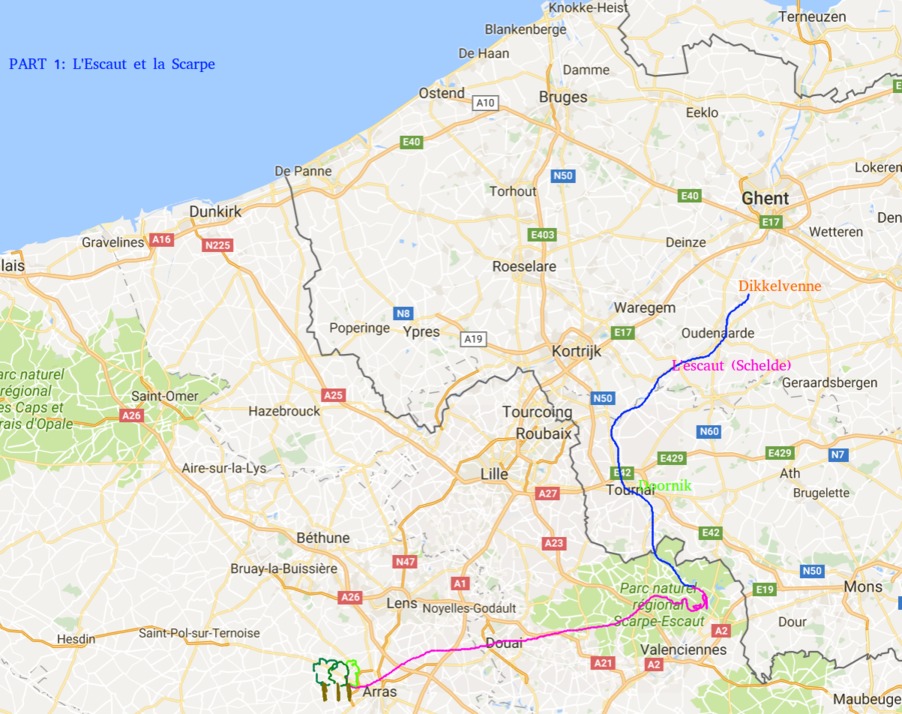 Knokke-Heist
Terneuzen
Blankenberge
De Haan
PART 1: L'Escaut et la Scarpe
Damme
Ostend
A10
Bruges
Eeklo
E40
De Panne
N50
Lokeren
Torhout
E40
Ghent
Dunkirk
E17
Den
Wetteren
Gravelines
A16
N225
E403
Deinze
lais
Roeselare
Dikkelvenne
Waregem
N8
Poperinge
Ypres
A19
E17
Oudenaarde
Kortrijk
L'escaut (Schelde)
arc naturel
régional
es Caps et
rais d'Opale
Geraardsbergen
Saint-Omer
A25
N50
A26
Hazebrouck
Tourcoing
Roubaix
N60
E429
E429
N7
Aire-sur-la-Lys
Lille
E42
Ath
Tournai
Doornik
A27
Brugelette
Béthune
A23
E42
N47
Bruay-la-Buissière
A1
N50
Parc naturel
régional
Scarpe-Escaut
E19
Mons
A26
Lens
Noyelles-Godault
Dour
Hesdin
Saint-Pol-sur-Ternoise
A2
Douai
Valenciennes
A21
A2
Arras
Maubeuge